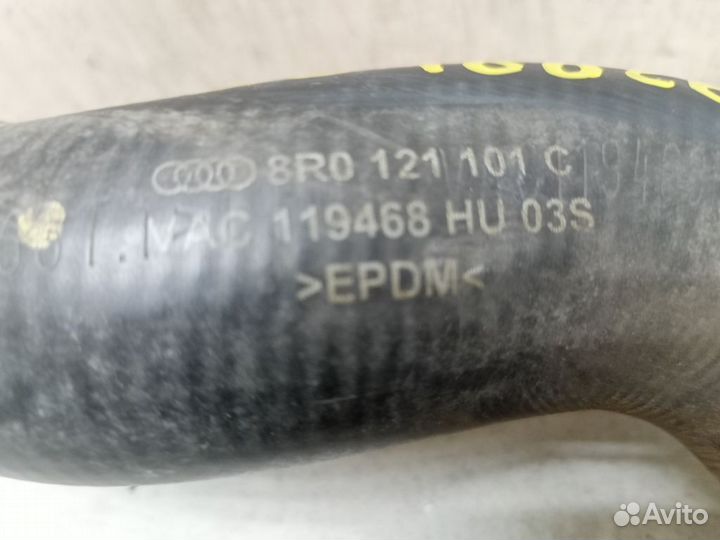 8R0 121 101 C
VAC 119468 HU 03S
>EPDM<
Avito